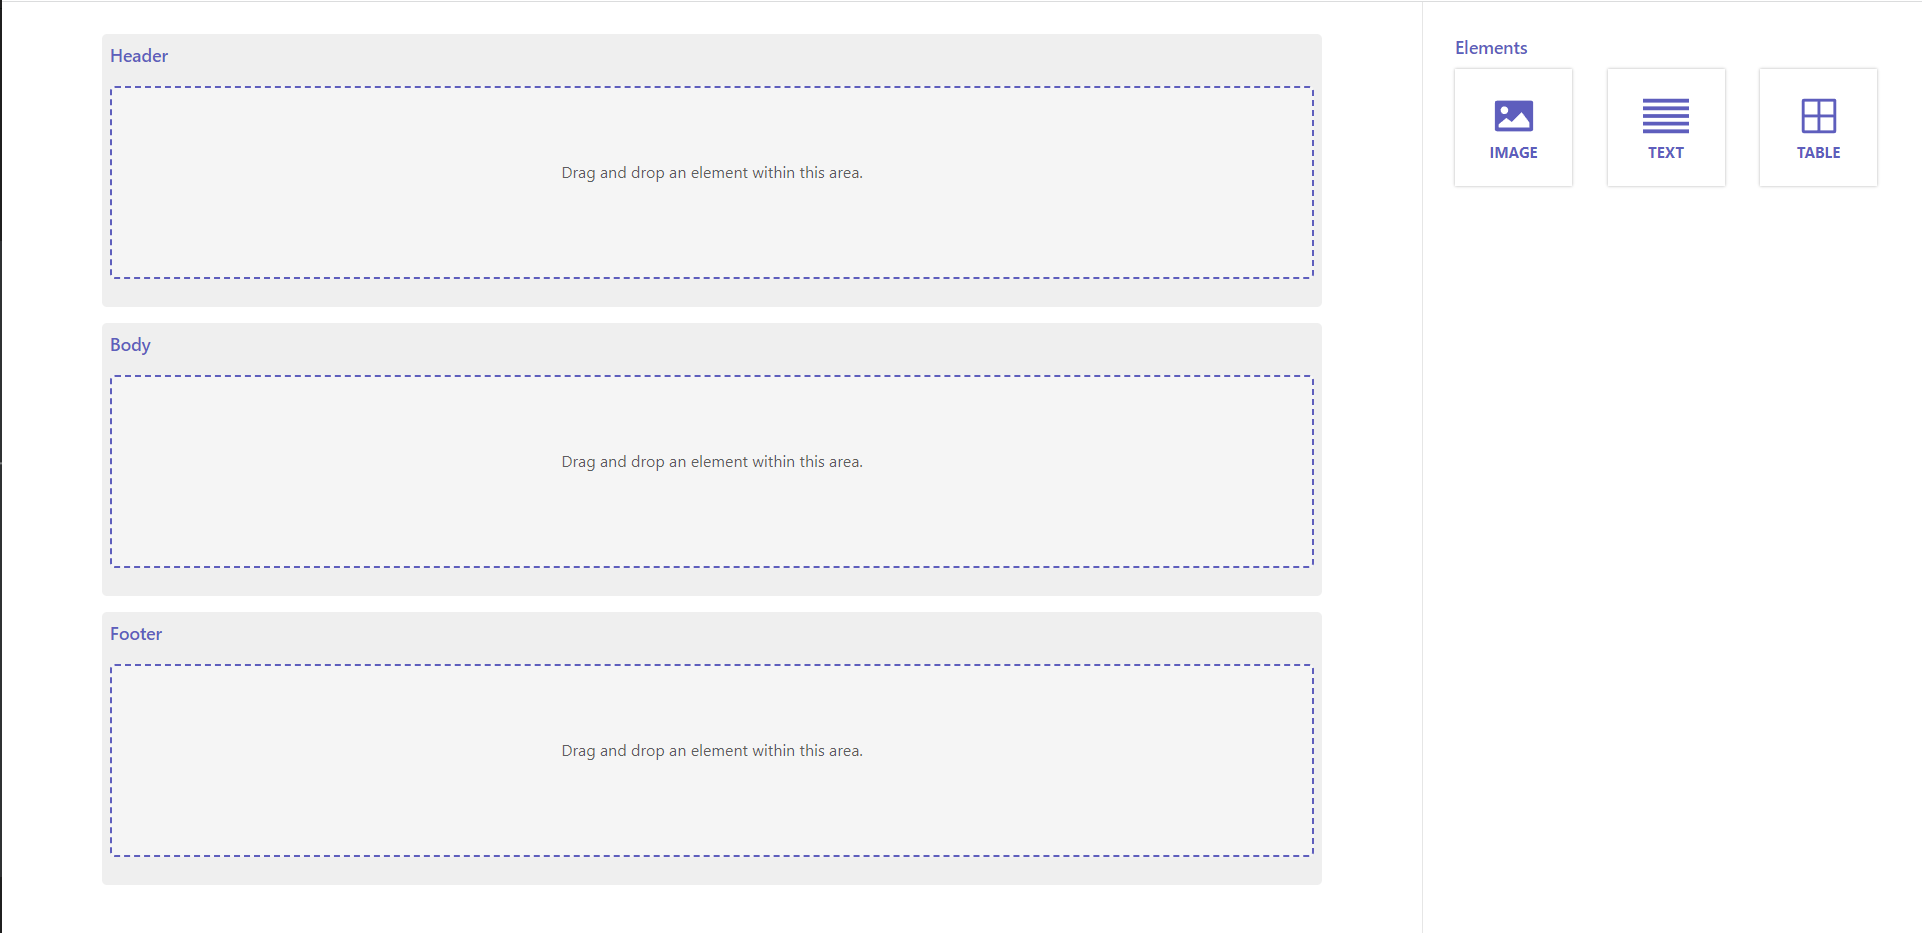 Header
Drag and drop an element within this area.
Body
Drag and drop an element within this area.
Footer
Drag and drop an element within this area.
Elements
IMAGE
TEXT
TABLE